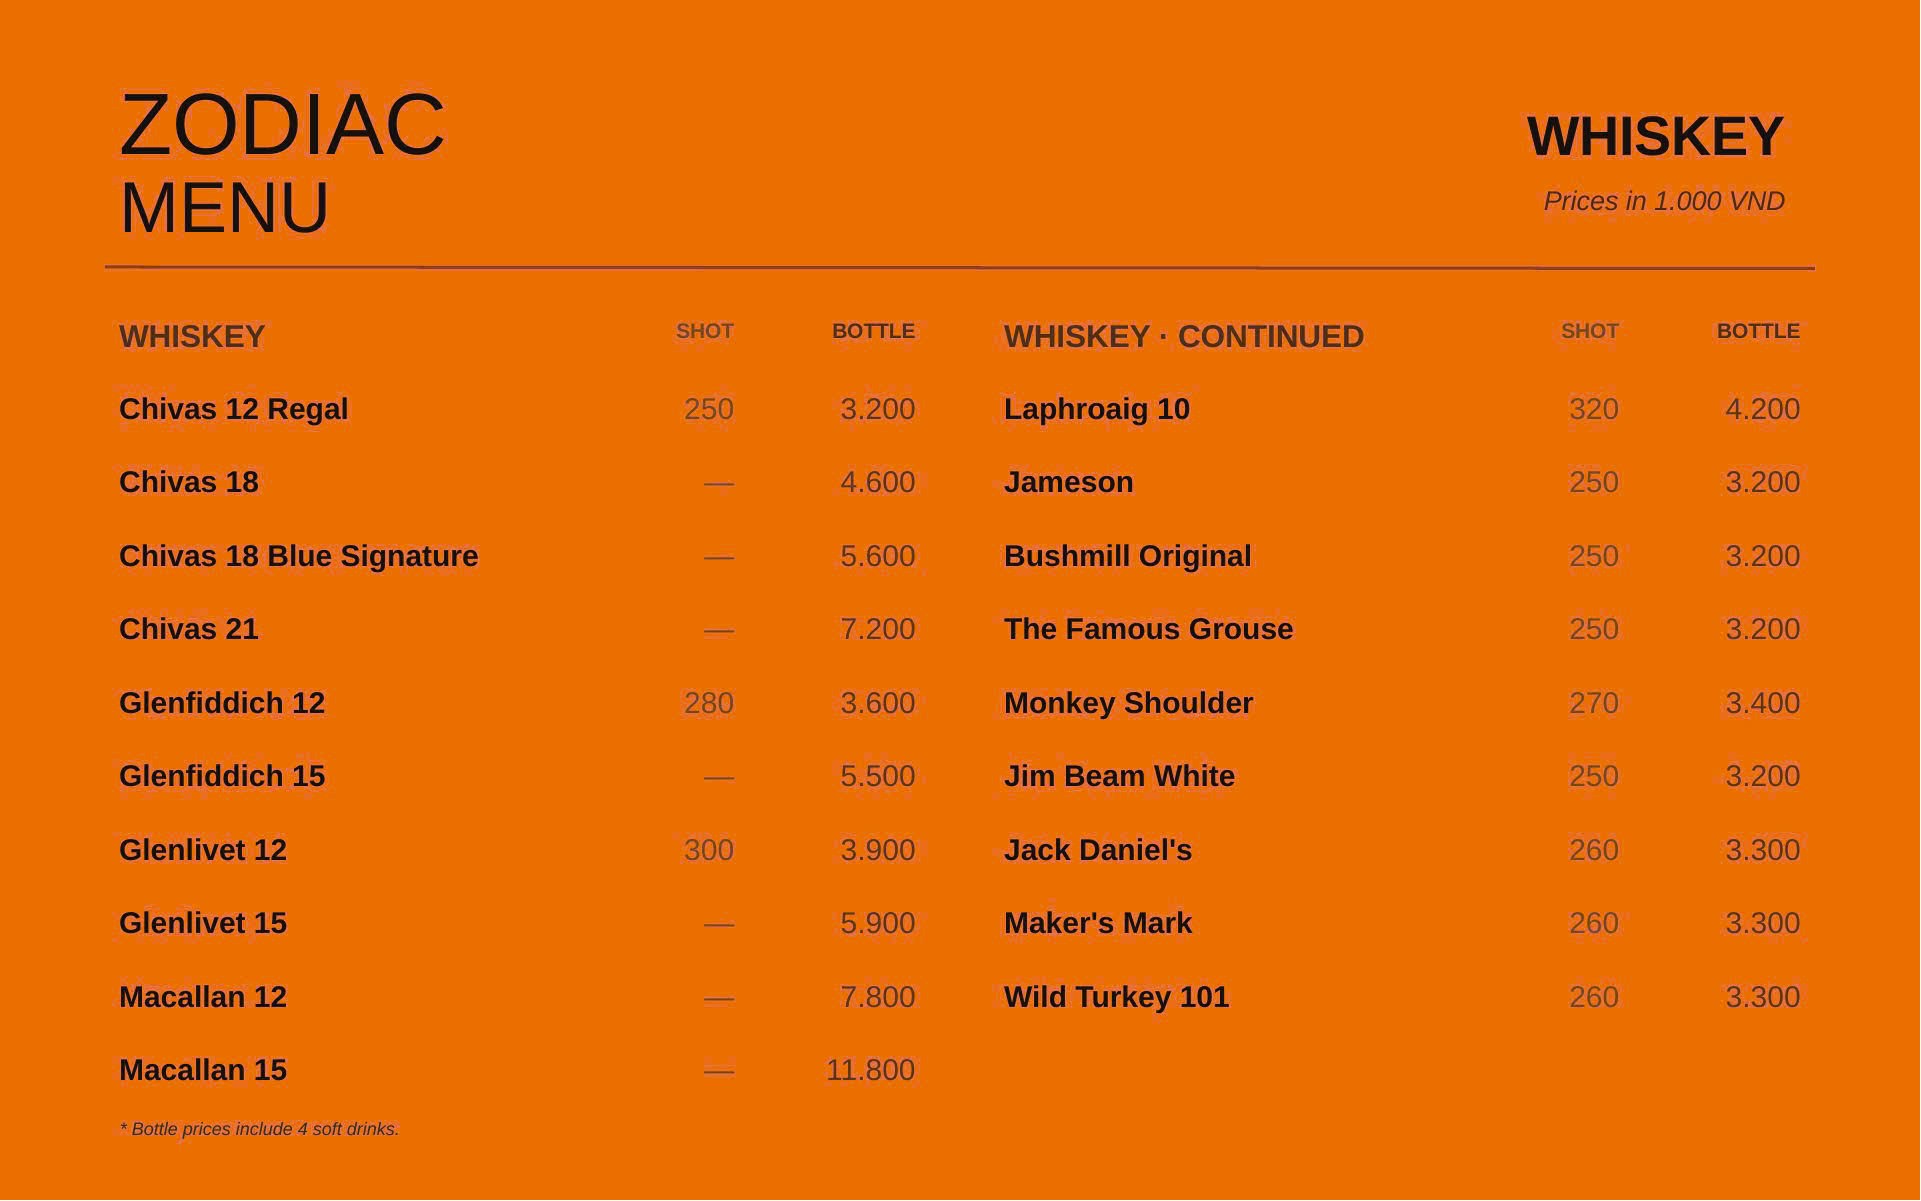 ZODIAC
MENU
WHISKEY
Prices in 1.000 VND
WHISKEY SHOT BOTTLE
Chivas 12 Regal 250 3.200
Chivas 18 — 4.600
Chivas 18 Blue Signature — 5.600
Chivas 21 — 7.200
Glenfiddich 12 280 3.600
Glenfiddich 15 — 5.500
Glenlivet 12 300 3.900
Glenlivet 15 — 5.900
Macallan 12 — 7.800
Macallan 15 — 11.800
* Bottle prices include 4 soft drinks.
WHISKEY · CONTINUED SHOT BOTTLE
Laphroaig 10 320 4.200
Jameson 250 3.200
Bushmill Original 250 3.200
The Famous Grouse 250 3.200
Monkey Shoulder 270 3.400
Jim Beam White 250 3.200
Jack Daniel's 260 3.300
Maker's Mark 260 3.300
Wild Turkey 101 260 3.300